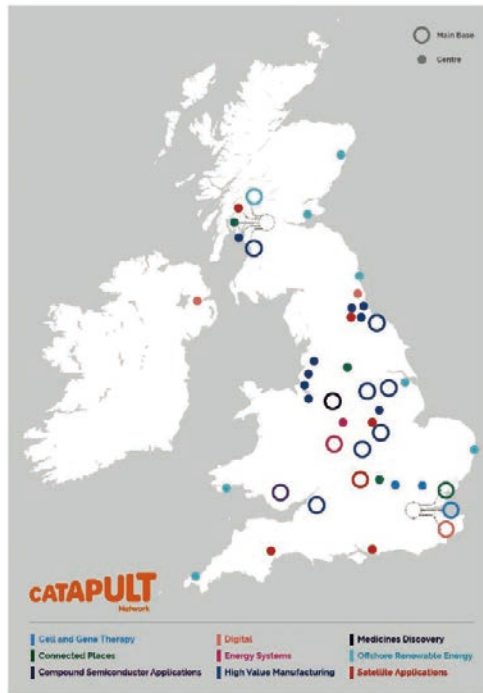 Main Base
Centre
CATAPULT
Network
Cell and Gene Therapy
Digital
Medicines Discovery
Connected Places
Energy Systems
Offshore Renewable Energy
Compound Semiconductor Applications
High Value Manufacturing
Satellite Applications